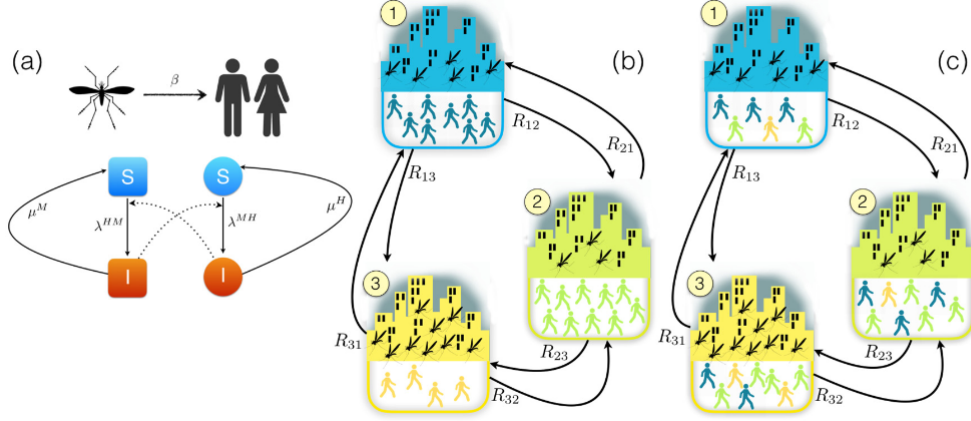 (a)
β
S
S
μ^M
λ^{HM}
λ^{MH}
μ^H
I
I
(b)
1
R_{12}
R_{21}
R_{13}
2
3
R_{31}
R_{23}
R_{32}
(c)
1
R_{12}
R_{21}
R_{13}
2
3
R_{31}
R_{23}
R_{32}